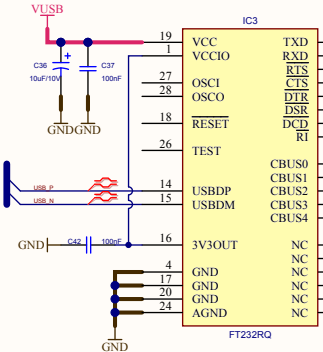 VUSB
IC3
19 VCC TXD
1 VCCIO RXD
RTS
C36 + C37
10uF/10V 100nF
27 OSCI CTS
28 OSCO DTR
DSR
GND GND
18 RESET DCD
RI
26 TEST
CBUS0
CBUS1
USB_P 14 USBDP CBUS2
USB_N 15 USBDM CBUS3
CBUS4
GND C42 100nF 16 3V3OUT NC
NC
4 GND NC
17 GND NC
20 GND NC
24 AGND NC
GND
FT232RQ